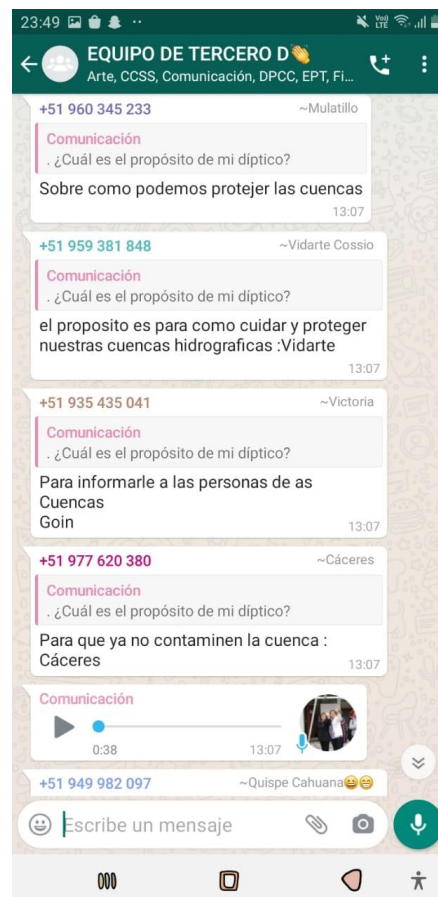 23:49
Voo)
LTE
EQUIPO DE TERCERO D👏
Arte, CCSS, Comunicación, DPCC, EPT, Fi...
+51 960 345 233 ~Mulatillo
Comunicación
. ¿Cuál es el propósito de mi díptico?
Sobre como podemos protejer las cuencas
13:07
+51 959 381 848 ~Vidarte Cossio
Comunicación
. ¿Cuál es el propósito de mi díptico?
el proposito es para como cuidar y proteger
nuestras cuencas hidrograficas :Vidarte
13:07
+51 935 435 041 ~Victoria
Comunicación
. ¿Cuál es el propósito de mi díptico?
Para informarle a las personas de as
Cuencas
Goin
13:07
+51 977 620 380 ~Cáceres
Comunicación
. ¿Cuál es el propósito de mi díptico?
Para que ya no contaminen la cuenca :
Cáceres
13:07
Comunicación
0:38 13:07
+51 949 982 097 ~Quispe Cahuana😆😁
Escribe un mensaje